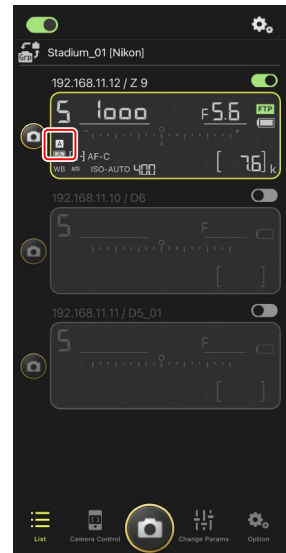 Grp
Stadium_01 [Nikon]
192.168.11.12 / Z 9
S 1000 F5.6 FTP
A
AF-C
WB ISO-AUTO 400 [ 7.6] k
192.168.11.10 / D6
S F
[ ]
192.168.11.11 / D5_01
S F
[ ]
List Camera Control Change Params Option